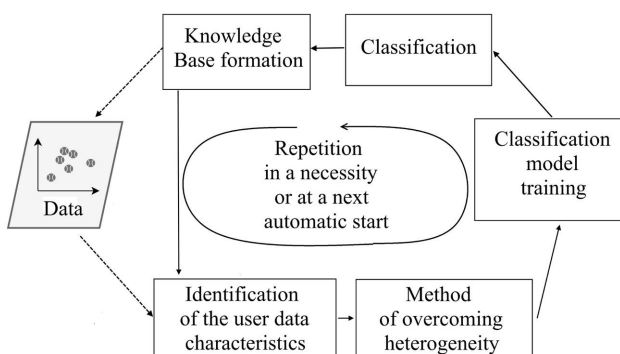 Knowledge
Base formation
Classification
Classification
model
training
Repetition
in a necessity
or at a next
automatic start
Data
Identification
of the user data
characteristics
Method
of overcoming
heterogeneity